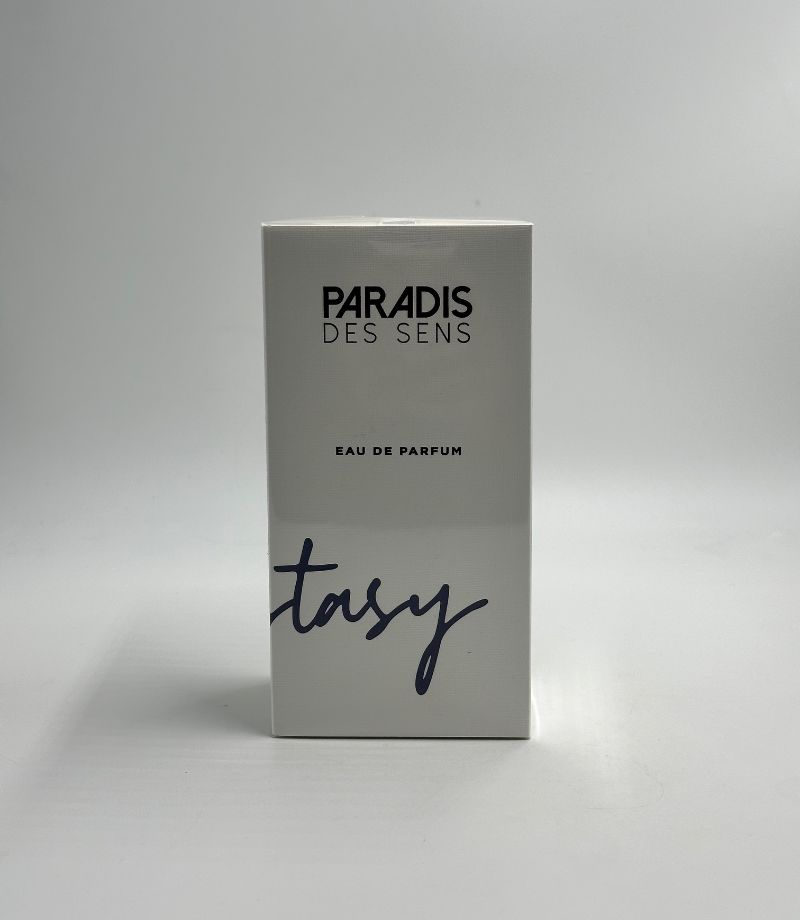 PARADIS
DES SENS
EAU DE PARFUM
tasy